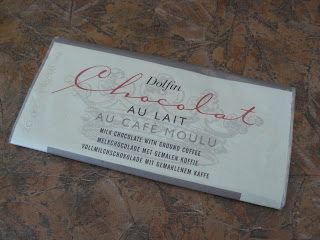 Dolfin
Chocolat
AU LAIT
AU CAFÉ MOULU
MILK CHOCOLATE WITH GROUND COFFEE
MELKCHOCOLADE MET GEMALEN KOFFIE
VOLLMILCHSCHOKOLADE MIT GEMAHLENEM KAFFE